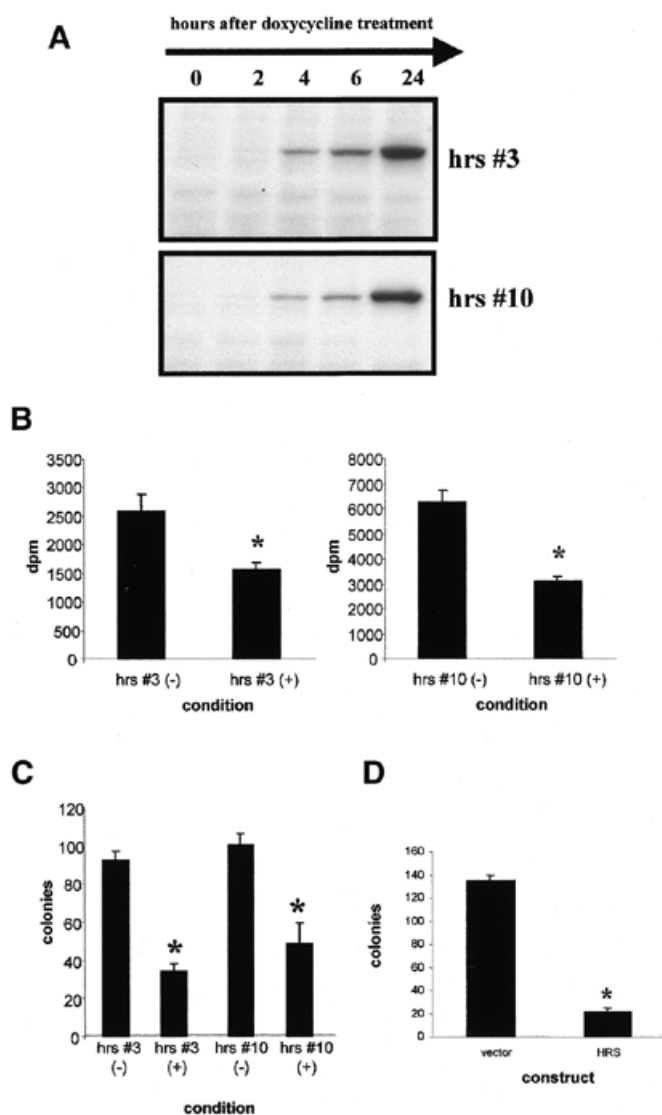 A
hours after doxycycline treatment
0 2 4 6 24
hrs #3
hrs #10
B
3500
3000
2500
2000
1500
1000
500
0
dpm
*
hrs #3 (-) hrs #3 (+)
condition
8000
7000
6000
5000
4000
3000
2000
1000
0
dpm
*
hrs #10 (-) hrs #10 (+)
condition
C
120
100
80
60
40
20
0
colonies
* *
hrs #3 hrs #3 hrs #10 hrs #10
(-) (+) (-) (+)
condition
D
160
140
120
100
80
60
40
20
0
colonies
*
vector HRS
construct